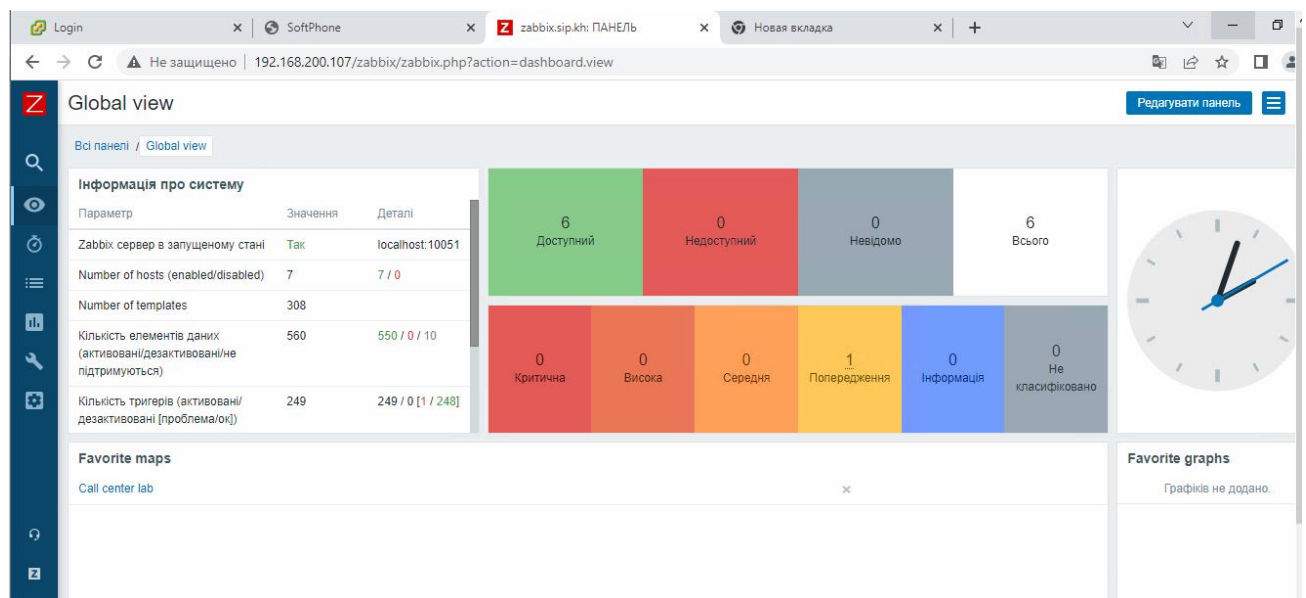 Login
SoftPhone
Z zabbix.sip.kh: ПАНЕЛЬ
Новая вкладка
Не защищено 192.168.200.107/zabbix/zabbix.php?action=dashboard.view
Z
Global view
Редагувати панель
Всі панелі / Global view
Інформація про систему
Параметр Значення Деталі
Zabbix сервер в запущеному стані Так localhost:10051
Number of hosts (enabled/disabled) 7 7 / 0
Number of templates 308
Кількість елементів даних 560 550 / 0 / 10
(активовані/дезактивовані/не
підтримуються)
Кількість тригерів (активовані/ 249 249 / 0 [1 / 248]
дезактивовані [проблема/ок])
6
Доступний
0
Недоступний
0
Невідомо
6
Всього
0
Критична
0
Висока
0
Середня
1
Попередження
0
Інформація
0
Не
класифіковано
Favorite maps
Call center lab
Favorite graphs
Графіків не додано.
Z